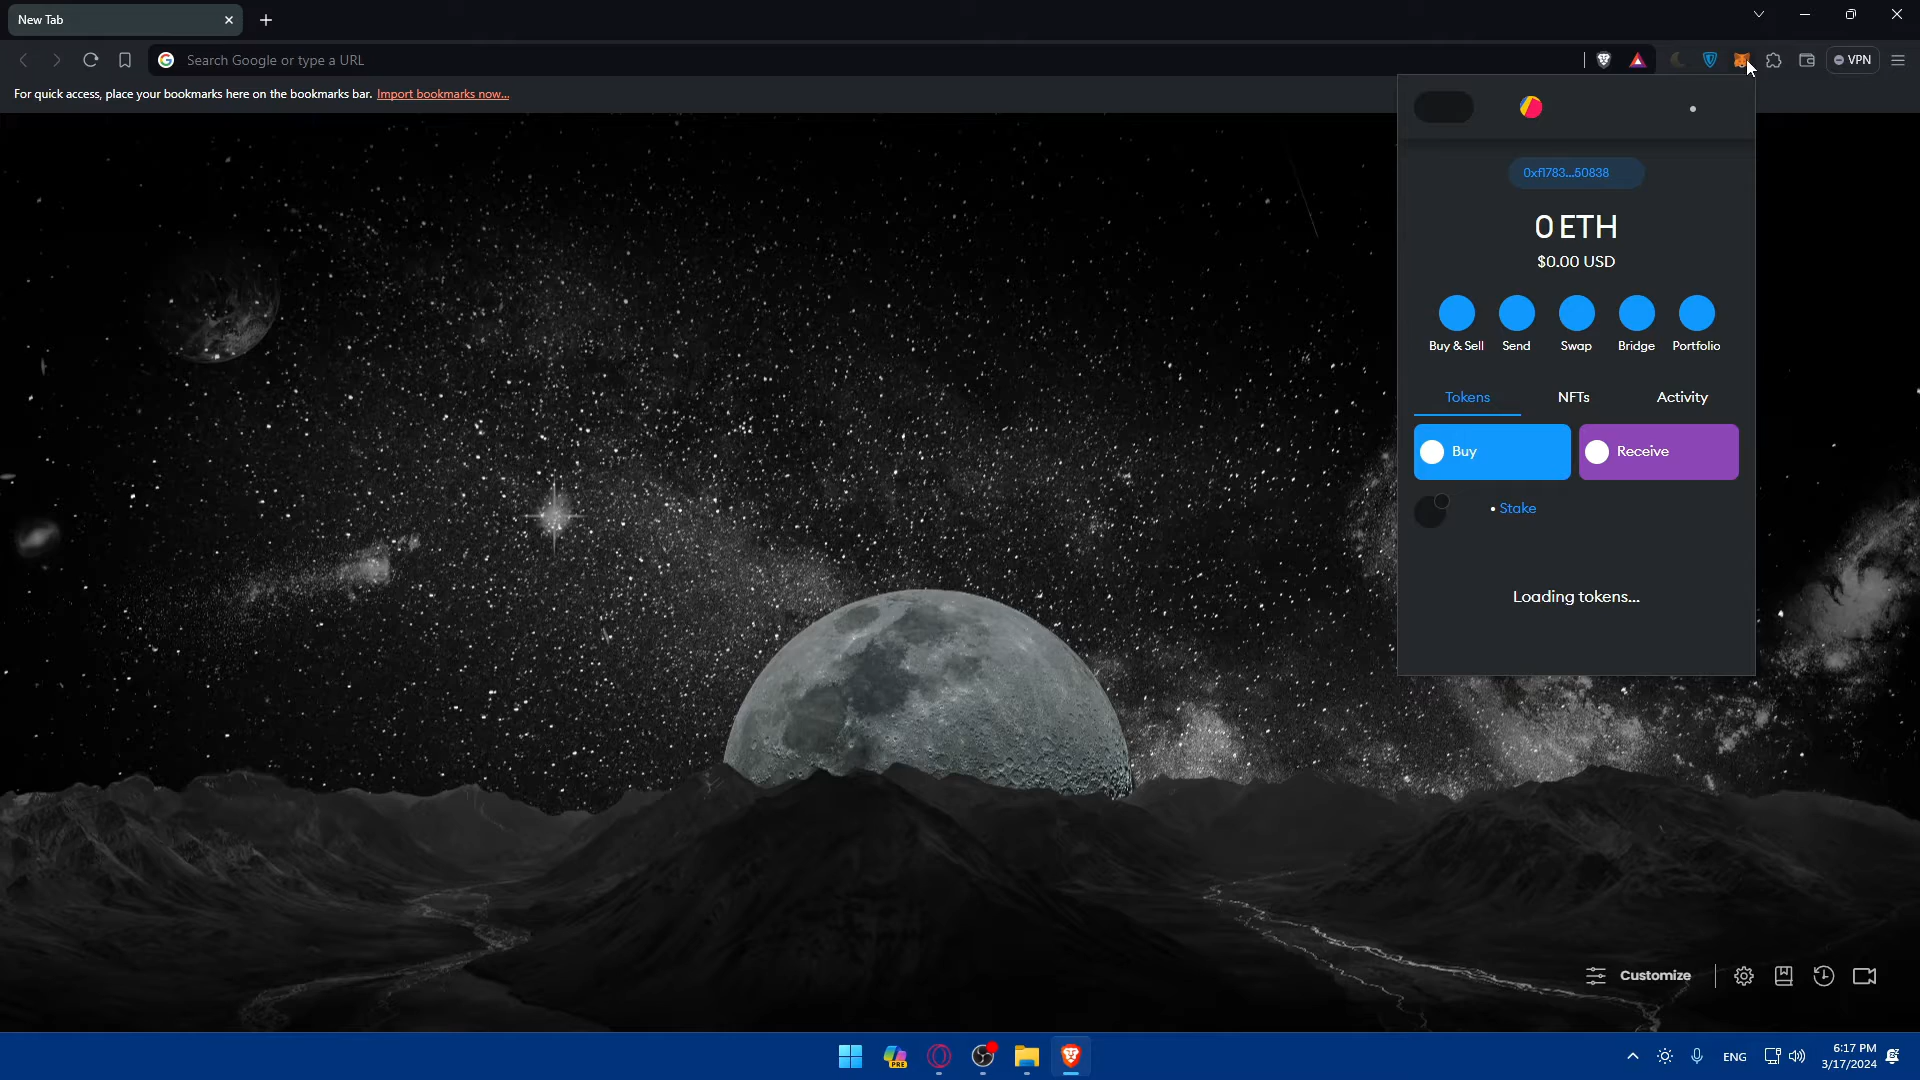 New Tab
Search Google or type a URL
VPN
For quick access, place your bookmarks here on the bookmarks bar. Import bookmarks now...
0xf1783...50838
0 ETH
$0.00 USD
Buy & Sell Send Swap Bridge Portfolio
Tokens NFTs Activity
Buy Receive
• Stake
Loading tokens...
Customize
PRE
ENG
6:17 PM
3/17/2024